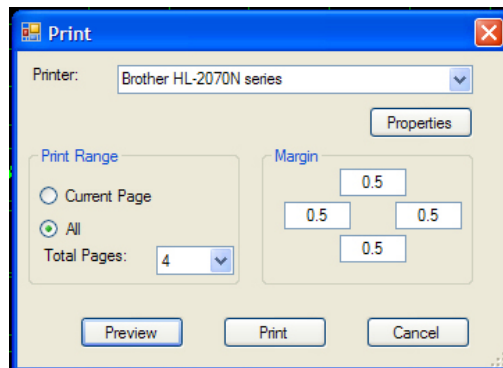 Print
Printer: Brother HL-2070N series
Properties
Print Range
Current Page
All
Total Pages: 4
Margin
0.5
0.5 0.5
0.5
Preview Print Cancel